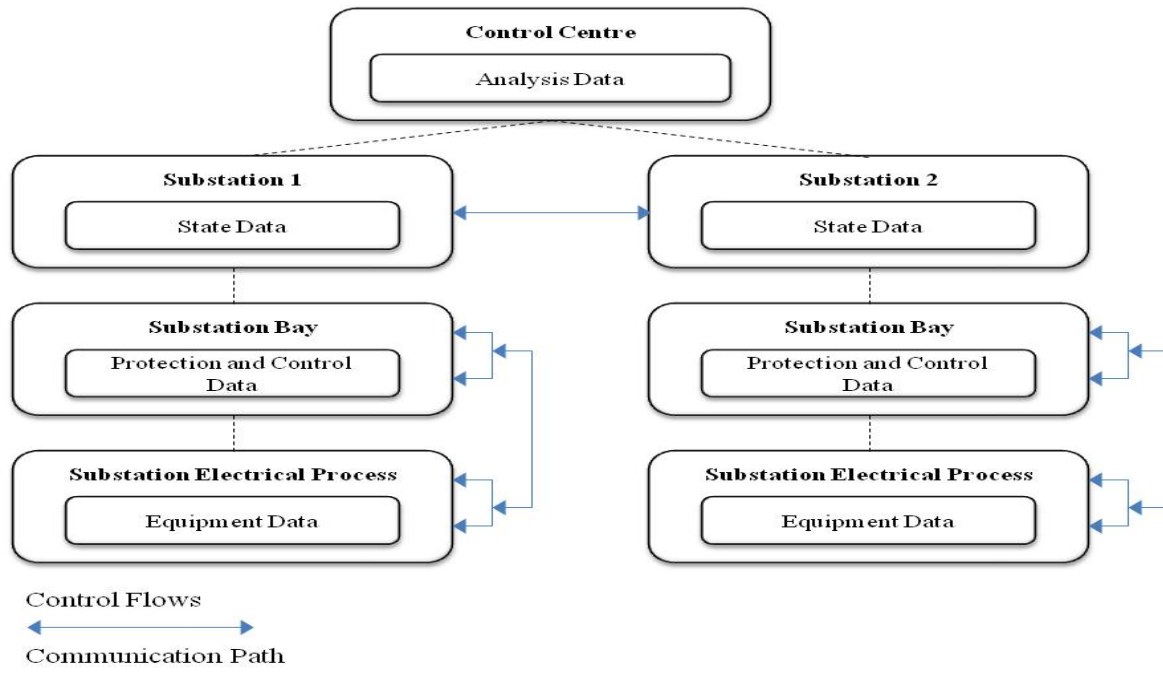 Control Centre
Analysis Data
Substation 1
State Data
Substation 2
State Data
Substation Bay
Protection and Control
Data
Substation Bay
Protection and Control
Data
Substation Electrical Process
Equipment Data
Substation Electrical Process
Equipment Data
Control Flows
Communication Path